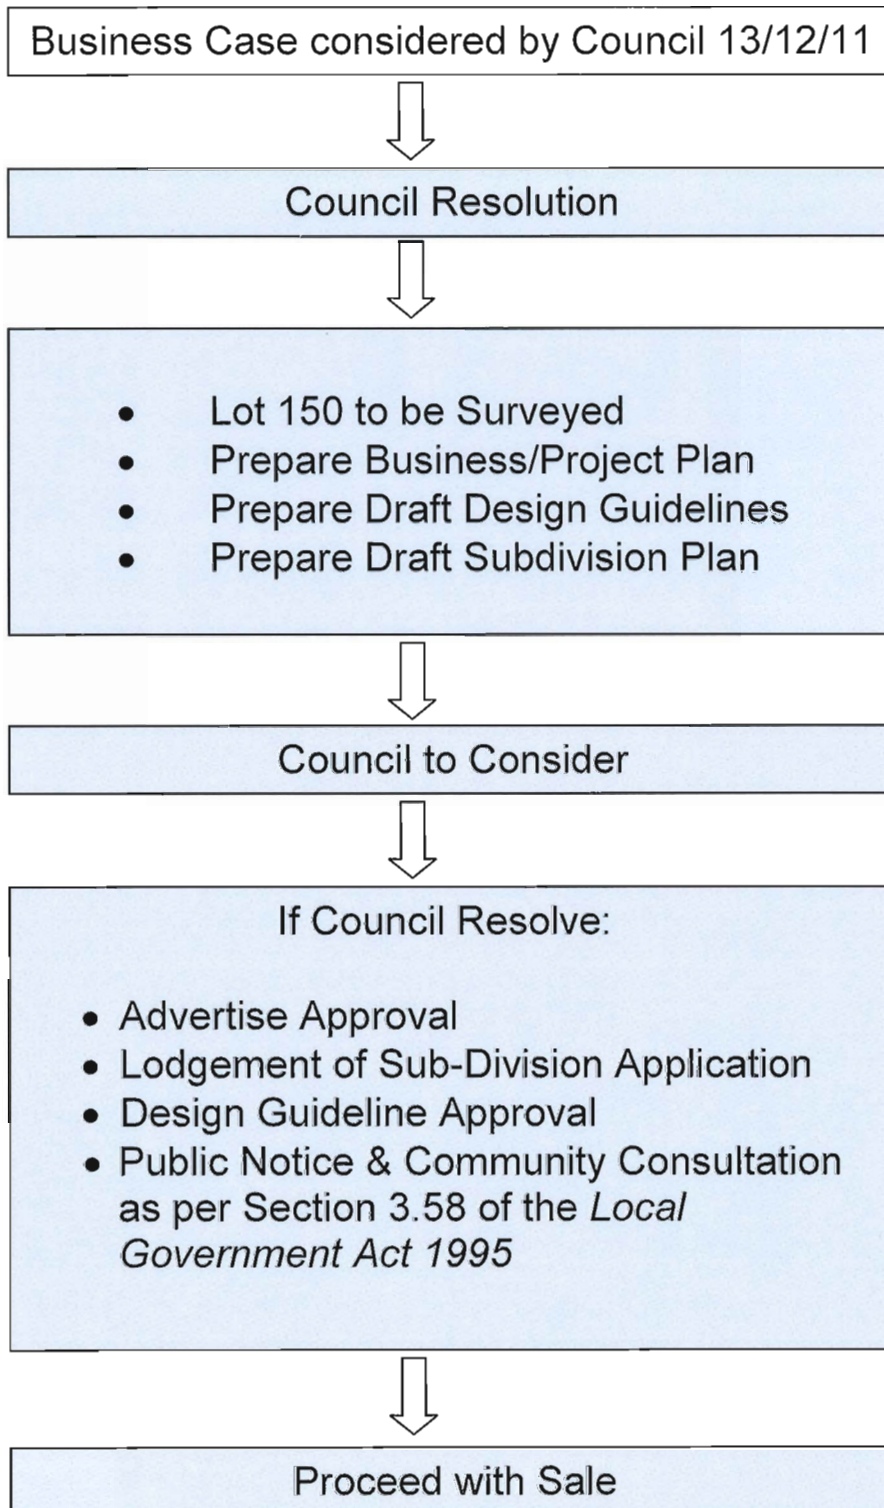 Business Case considered by Council 13/12/11
Council Resolution
• Lot 150 to be Surveyed
• Prepare Business/Project Plan
• Prepare Draft Design Guidelines
• Prepare Draft Subdivision Plan
Council to Consider
If Council Resolve:
• Advertise Approval
• Lodgement of Sub-Division Application
• Design Guideline Approval
• Public Notice & Community Consultation
as per Section 3.58 of the Local
Government Act 1995
Proceed with Sale